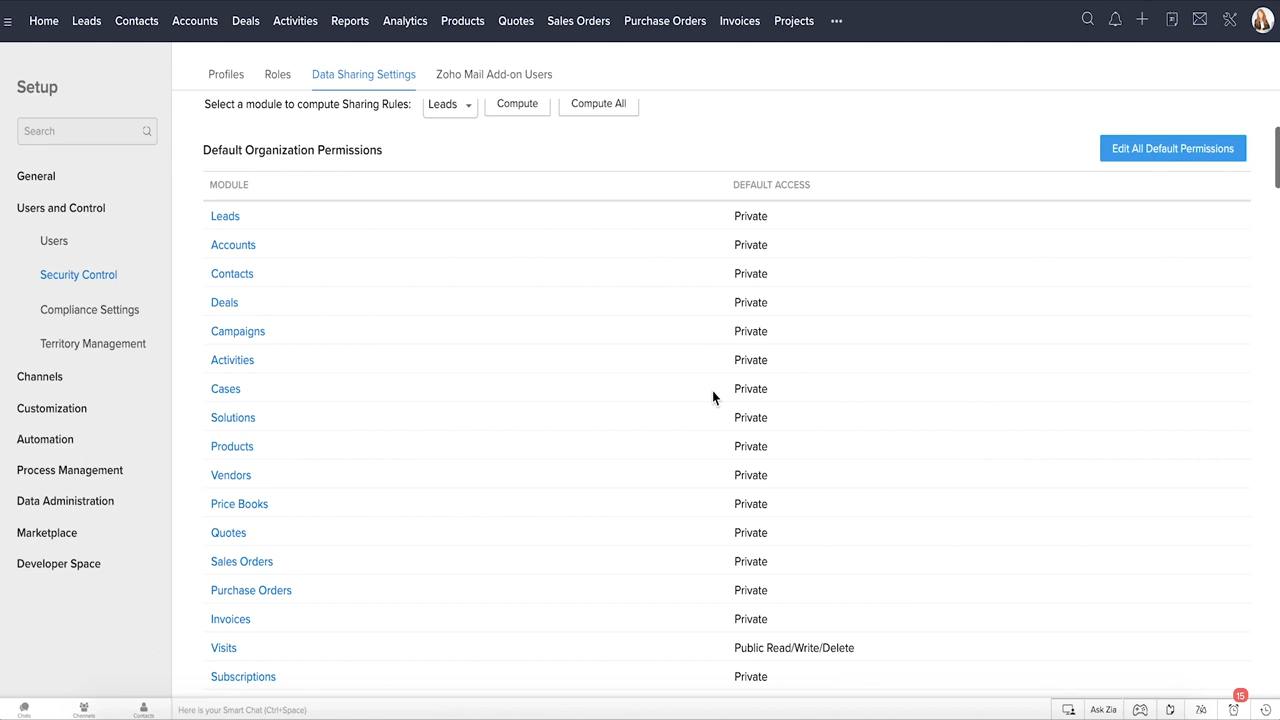 Home Leads Contacts Accounts Deals Activities Reports Analytics Products Quotes Sales Orders Purchase Orders Invoices Projects •••
Setup
Search
General
Users and Control
Users
Security Control
Compliance Settings
Territory Management
Channels
Customization
Automation
Process Management
Data Administration
Marketplace
Developer Space
Profiles Roles Data Sharing Settings Zoho Mail Add-on Users
Select a module to compute Sharing Rules: Leads Compute Compute All
Default Organization Permissions Edit All Default Permissions
MODULE DEFAULT ACCESS
Leads Private
Accounts Private
Contacts Private
Deals Private
Campaigns Private
Activities Private
Cases Private
Solutions Private
Products Private
Vendors Private
Price Books Private
Quotes Private
Sales Orders Private
Purchase Orders Private
Invoices Private
Visits Public Read/Write/Delete
Subscriptions Private
Chats Channels Contacts Here is your Smart Chat (Ctrl+Space) Ask Zia 15